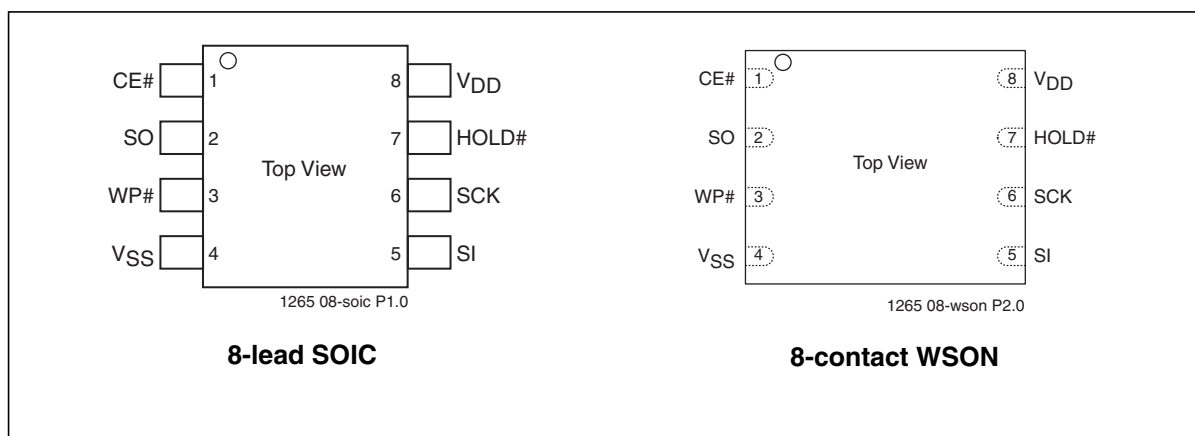 CE# 1 8 VDD
SO 2 7 HOLD#
Top View
WP# 3 6 SCK
VSS 4 5 SI
1265 08-soic P1.0
8-lead SOIC
CE# 1 8 VDD
SO 2 7 HOLD#
Top View
WP# 3 6 SCK
VSS 4 5 SI
1265 08-wson P2.0
8-contact WSON